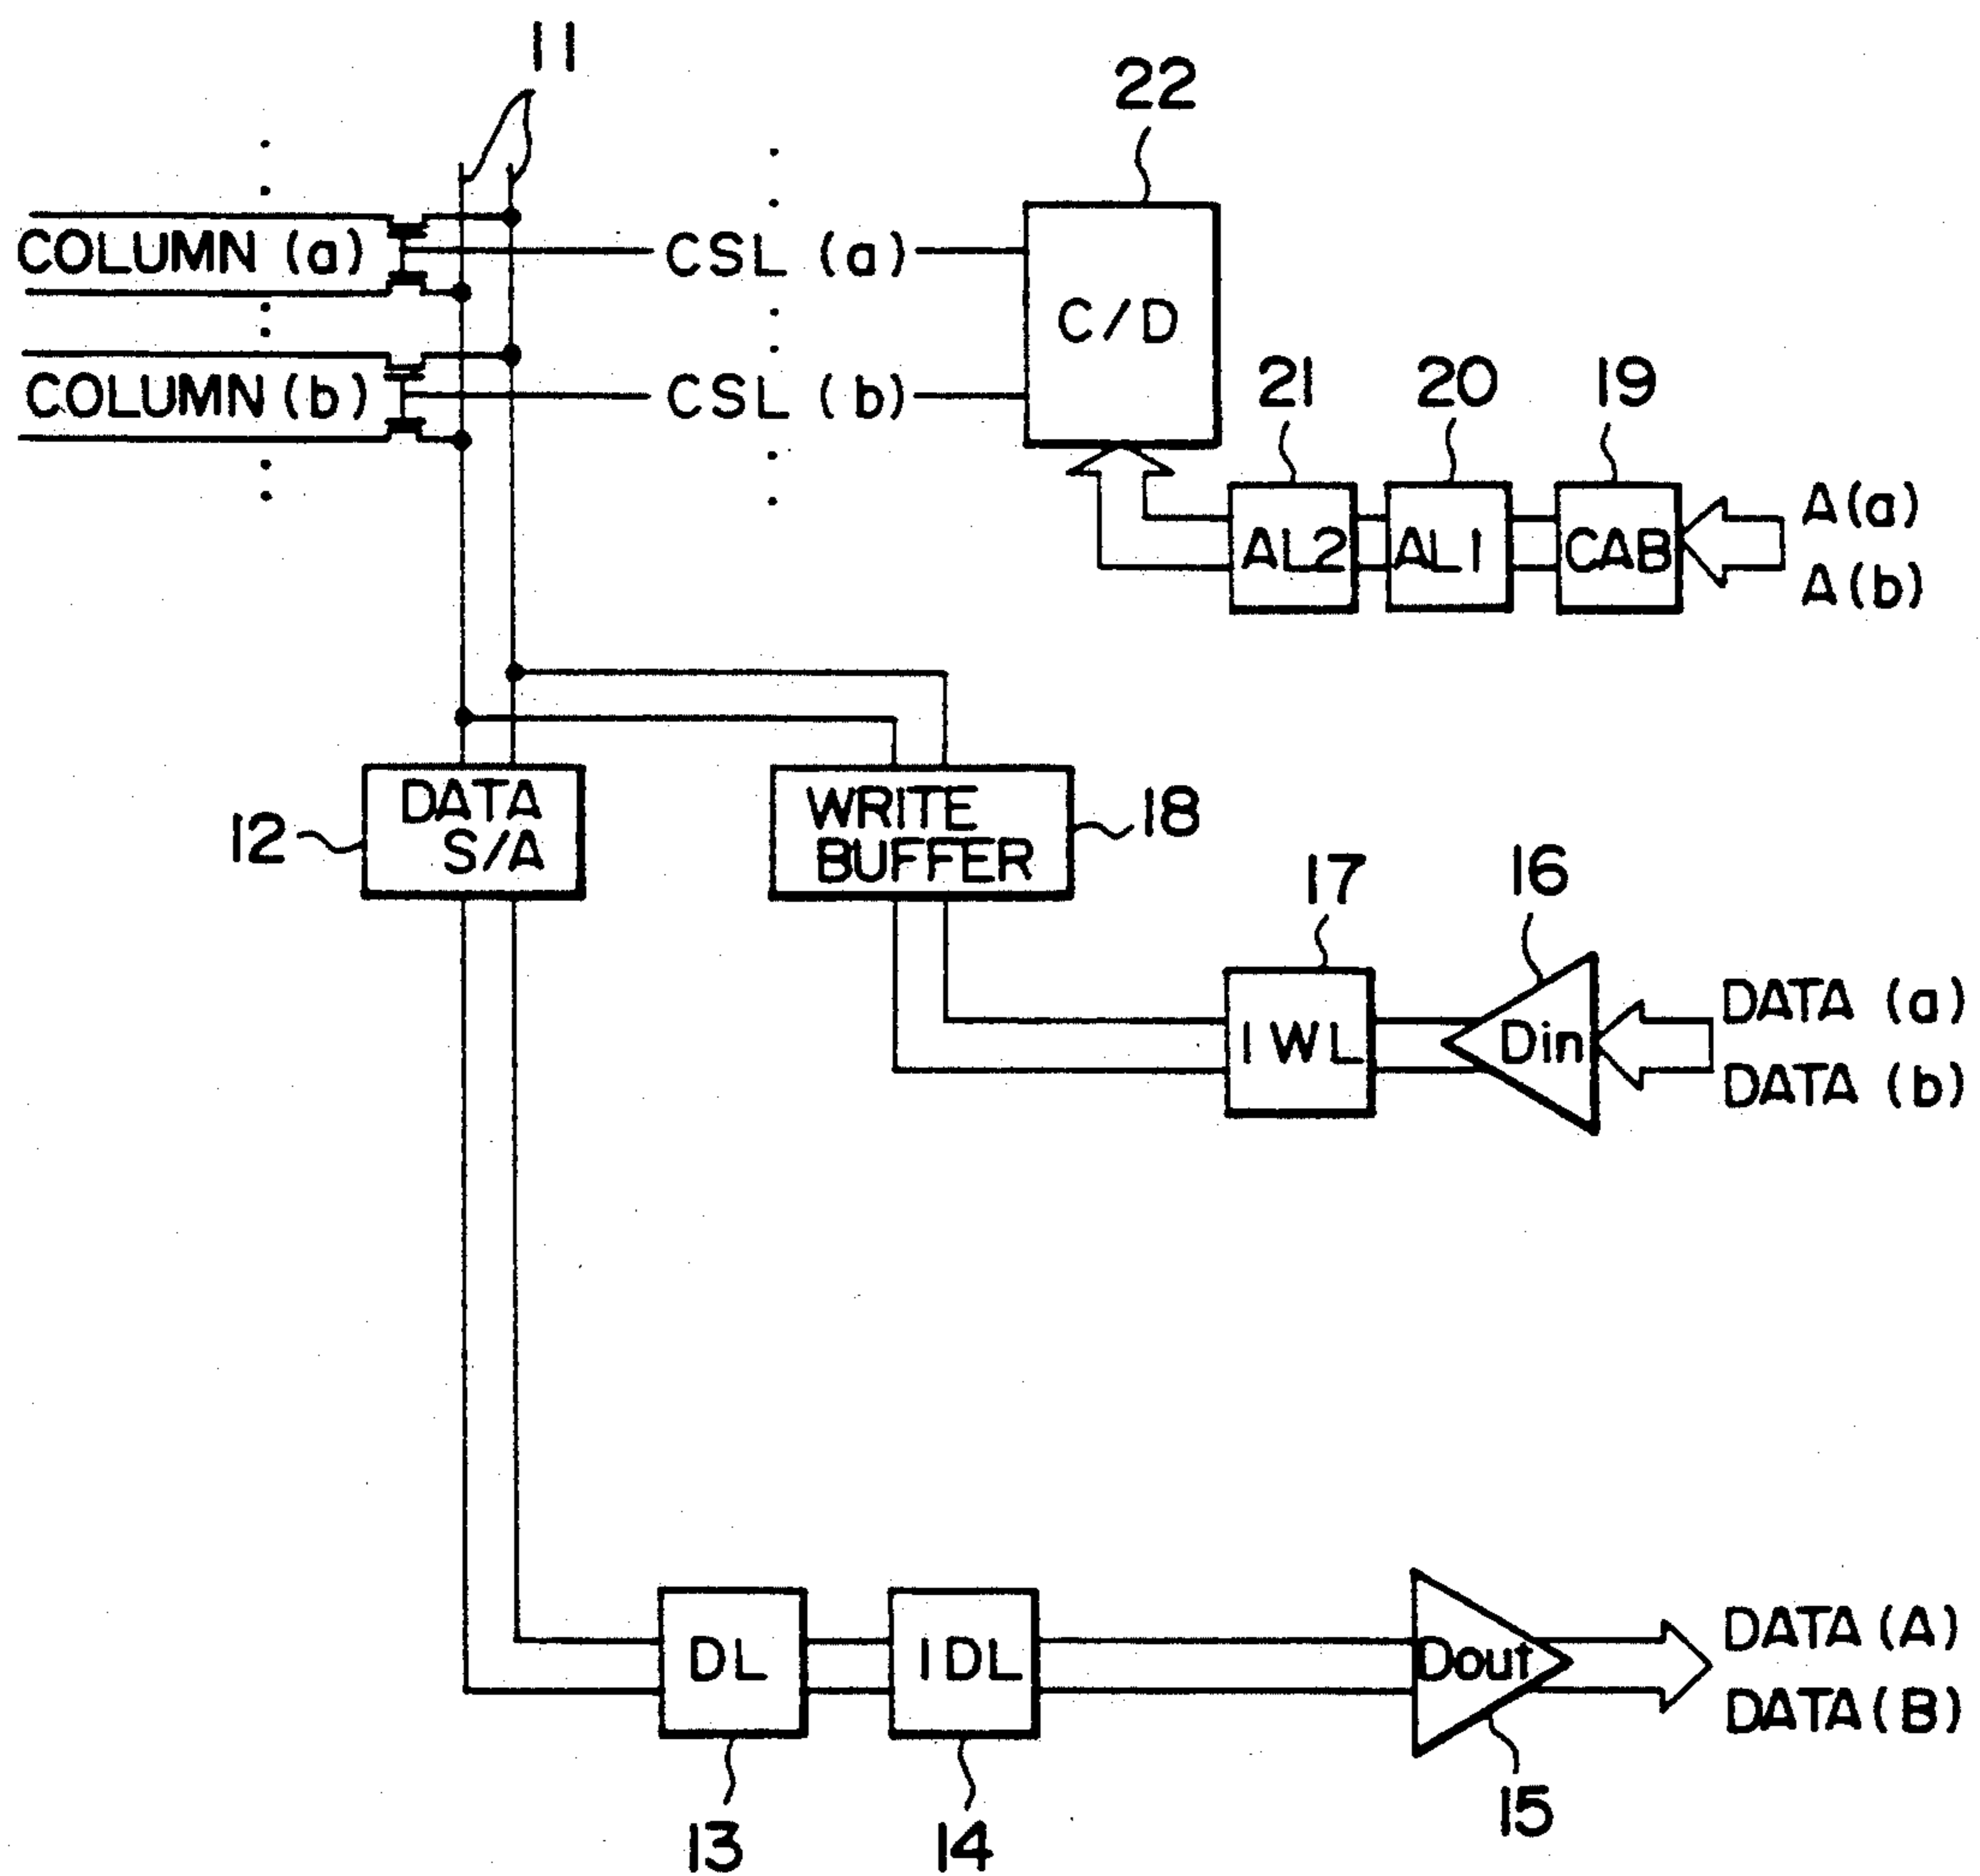 11
22
COLUMN (a)
CSL (a)
C/D
COLUMN (b)
CSL (b)
21
20
19
AL2
AL1
CAB
A(a)
A(b)
12
DATA
S/A
WRITE
BUFFER
18
17
16
IWL
Din
DATA (a)
DATA (b)
DL
IDL
Dout
DATA (A)
DATA (B)
13
14
15